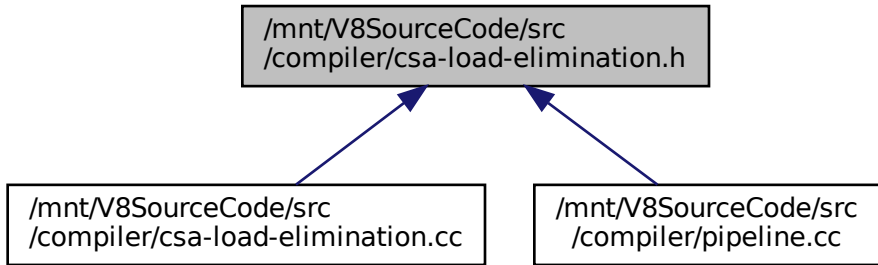 /mnt/V8SourceCode/src
/compiler/csa-load-elimination.h
/mnt/V8SourceCode/src
/compiler/csa-load-elimination.cc
/mnt/V8SourceCode/src
/compiler/pipeline.cc